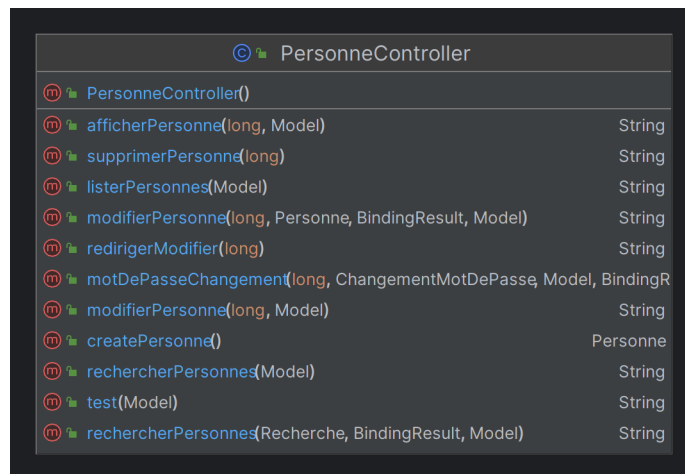 PersonneController
PersonneController()
afficherPersonne(long, Model) String
supprimerPersonne(long) String
listerPersonnes(Model) String
modifierPersonne(long, Personne, BindingResult, Model) String
redirigerModifier(long) String
motDePasseChangement(long, ChangementMotDePasse, Model, BindingR
modifierPersonne(long, Model) String
createPersonne() Personne
rechercherPersonnes(Model) String
test(Model) String
rechercherPersonnes(Recherche, BindingResult, Model) String